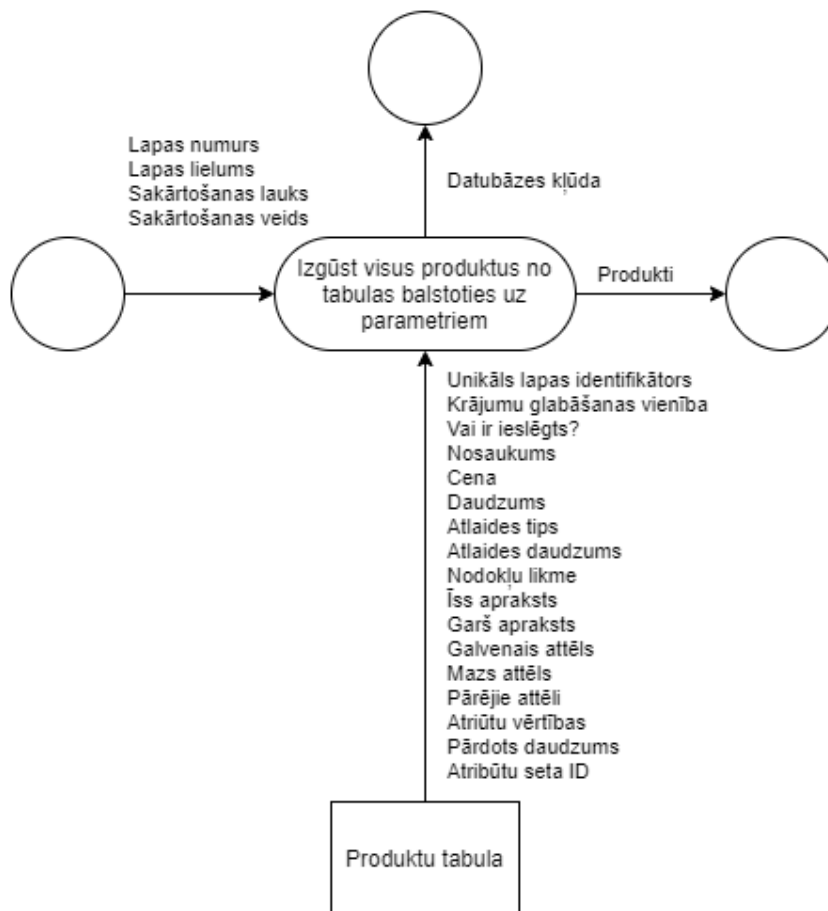 Lapas numurs
Lapas lielums
Sakārtošanas lauks
Sakārtošanas veids
Datubāzes kļūda
Izgūst visus produktus no
tabulas balstoties uz
parametriem
Produkti
Unikāls lapas identifikātors
Krājumu glabāšanas vienība
Vai ir ieslēgts?
Nosaukums
Cena
Daudzums
Atlaides tips
Atlaides daudzums
Nodokļu likme
Īss apraksts
Garš apraksts
Galvenais attēls
Mazs attēls
Pārējie attēli
Atriūtu vērtības
Pārdots daudzums
Atribūtu seta ID
Produktu tabula